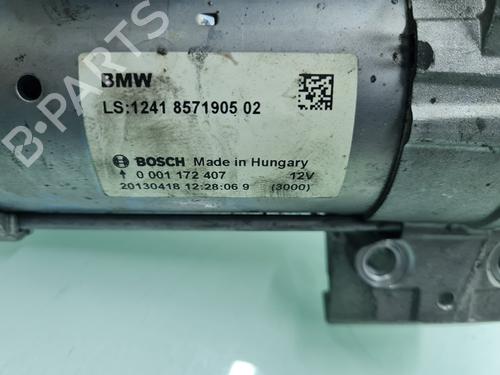 B-PARTS
BMW
LS:1241 8571905 02
BOSCH Made in Hungary
↑ 0 001 172 407 12V
20130418 12:28:06 9 (3000)